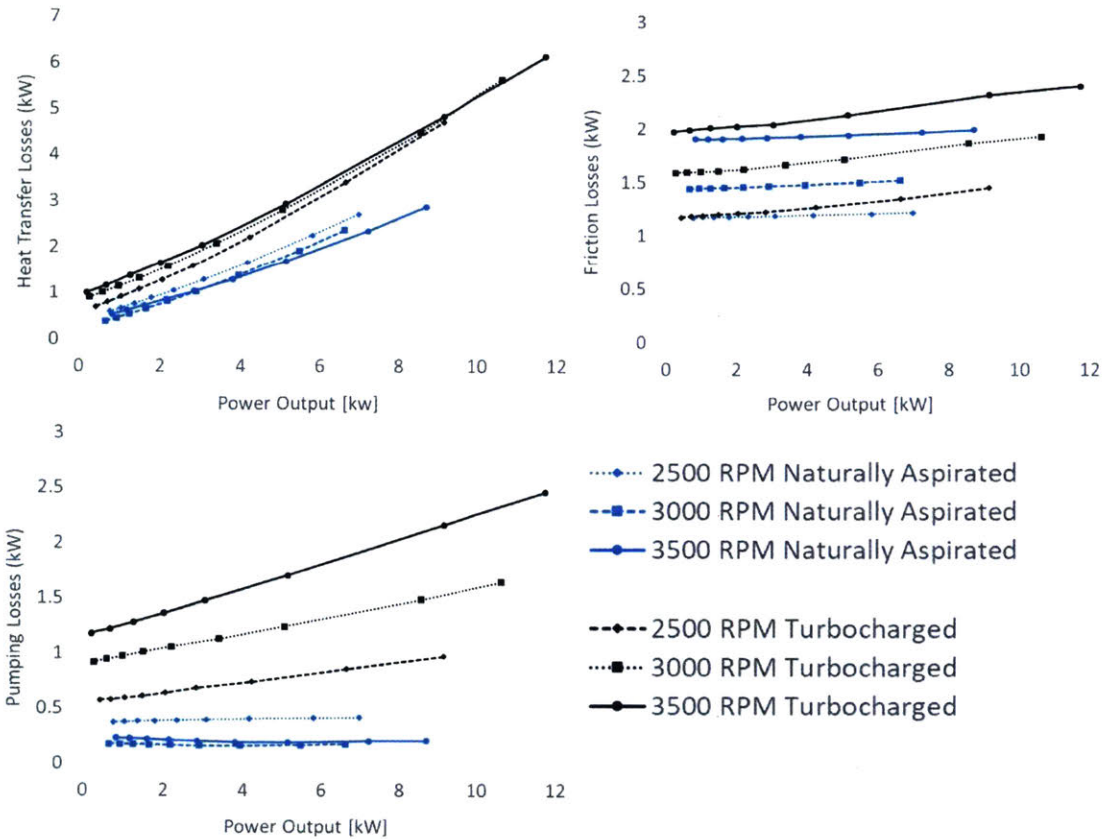 7
6
5
4
3
2
1
0
Heat Transfer Losses (kW)
0 2 4 6 8 10 12
Power Output [kw]
3
2.5
2
1.5
1
0.5
0
Friction Losses (kW)
0 2 4 6 8 10 12
Power Output [kW]
3
2.5
2
1.5
1
0.5
0
Pumping Losses (kW)
0 2 4 6 8 10 12
Power Output [kW]
2500 RPM Naturally Aspirated
3000 RPM Naturally Aspirated
3500 RPM Naturally Aspirated
2500 RPM Turbocharged
3000 RPM Turbocharged
3500 RPM Turbocharged